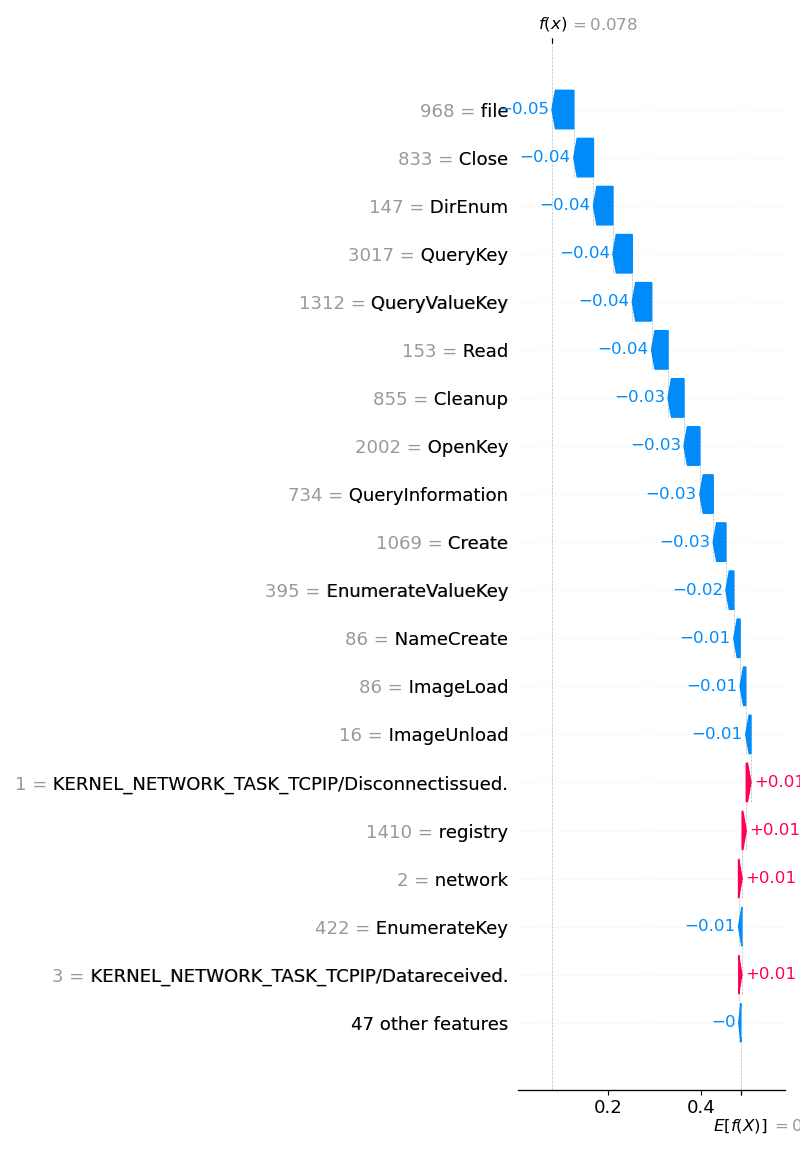 f(x) = 0.078
968 = file −0.05
833 = Close −0.04
147 = DirEnum −0.04
3017 = QueryKey −0.04
1312 = QueryValueKey −0.04
153 = Read −0.04
855 = Cleanup −0.03
2002 = OpenKey −0.03
734 = QueryInformation −0.03
1069 = Create −0.03
395 = EnumerateValueKey −0.02
86 = NameCreate −0.01
86 = ImageLoad −0.01
16 = ImageUnload −0.01
1 = KERNEL_NETWORK_TASK_TCPIP/Disconnectissued. +0.01
1410 = registry +0.01
2 = network +0.01
422 = EnumerateKey −0.01
3 = KERNEL_NETWORK_TASK_TCPIP/Datareceived. +0.01
47 other features −0
0.2 0.4
E[f(X)] = 0